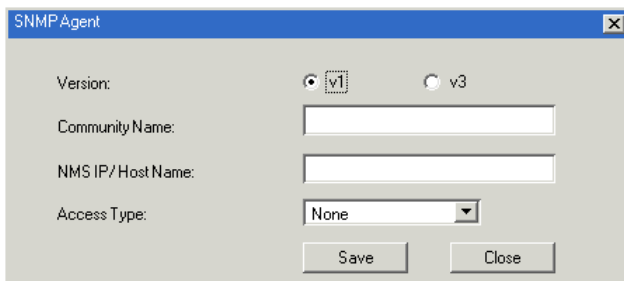 SNMP Agent
Version: v1 v3
Community Name:
NMS IP/ Host Name:
Access Type: None
Save Close